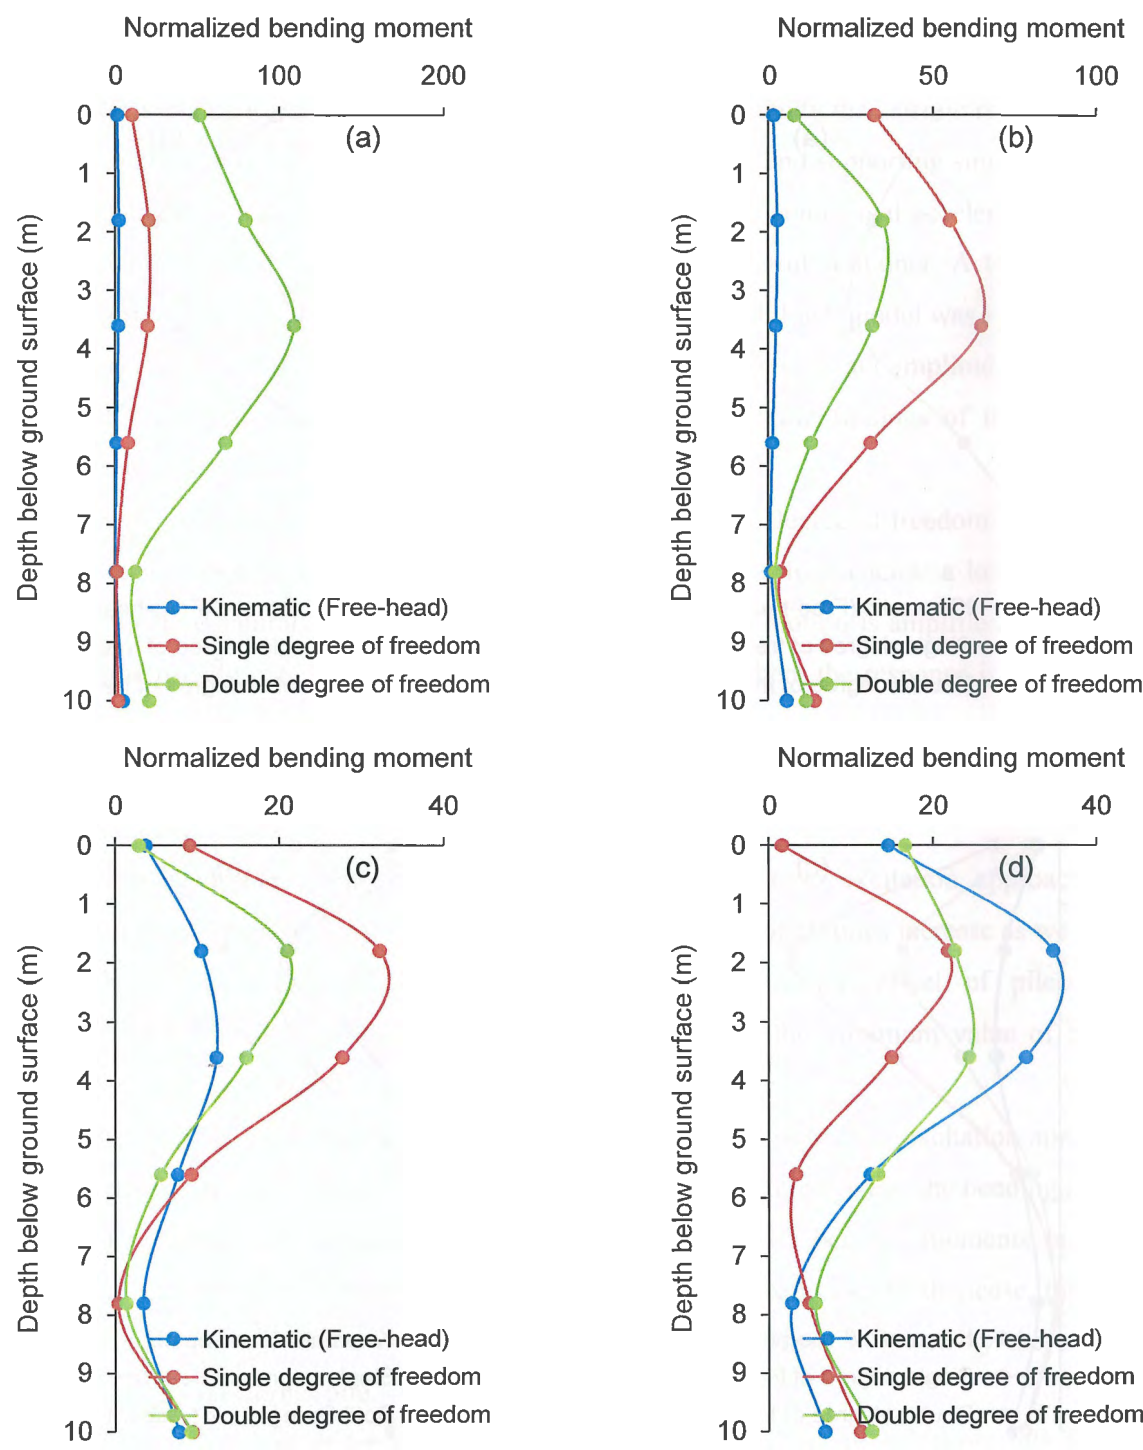 Normalized bending moment
0 100 200
0
1
2
3
4
5
6
7
8
9
10
Depth below ground surface (m)
(a)
Kinematic (Free-head)
Single degree of freedom
Double degree of freedom
Normalized bending moment
0 50 100
0
1
2
3
4
5
6
7
8
9
10
Depth below ground surface (m)
(b)
Kinematic (Free-head)
Single degree of freedom
Double degree of freedom
Normalized bending moment
0 20 40
0
1
2
3
4
5
6
7
8
9
10
Depth below ground surface (m)
(c)
Kinematic (Free-head)
Single degree of freedom
Double degree of freedom
Normalized bending moment
0 20 40
0
1
2
3
4
5
6
7
8
9
10
Depth below ground surface (m)
(d)
Kinematic (Free-head)
Single degree of freedom
Double degree of freedom